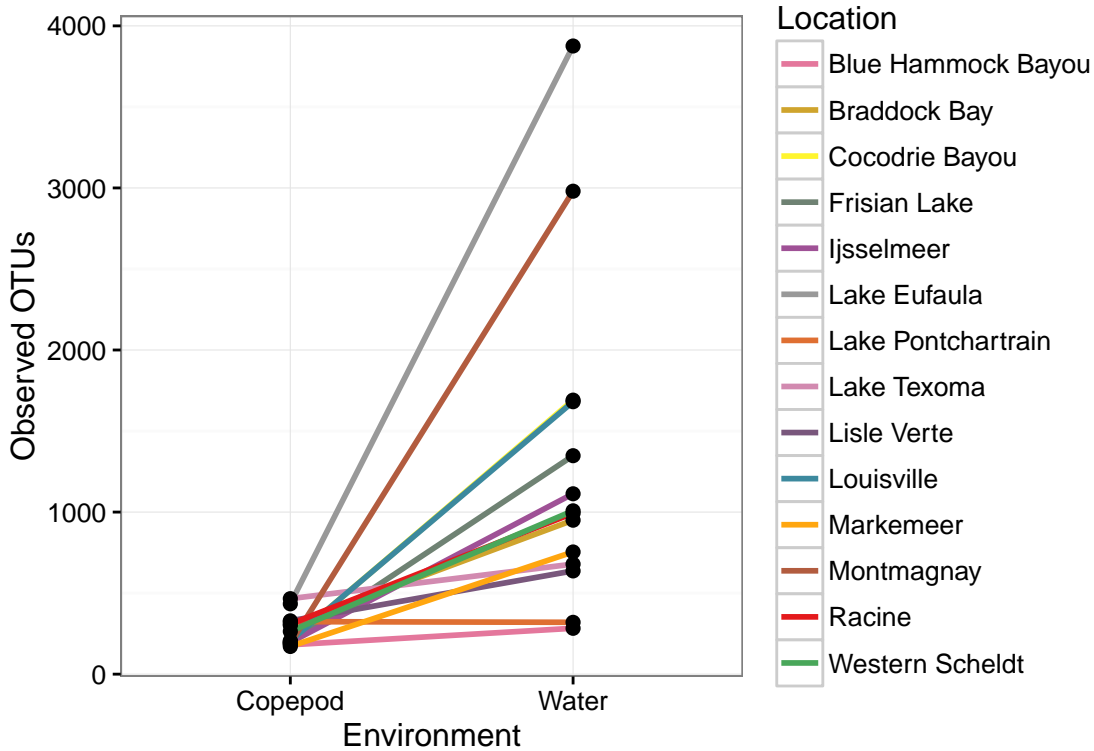 4000
3000
2000
1000
0
Observed OTUs
Copepod
Water
Environment
Location
Blue Hammock Bayou
Braddock Bay
Cocodrie Bayou
Frisian Lake
Ijsselmeer
Lake Eufaula
Lake Pontchartrain
Lake Texoma
Lisle Verte
Louisville
Markemeer
Montmagnay
Racine
Western Scheldt